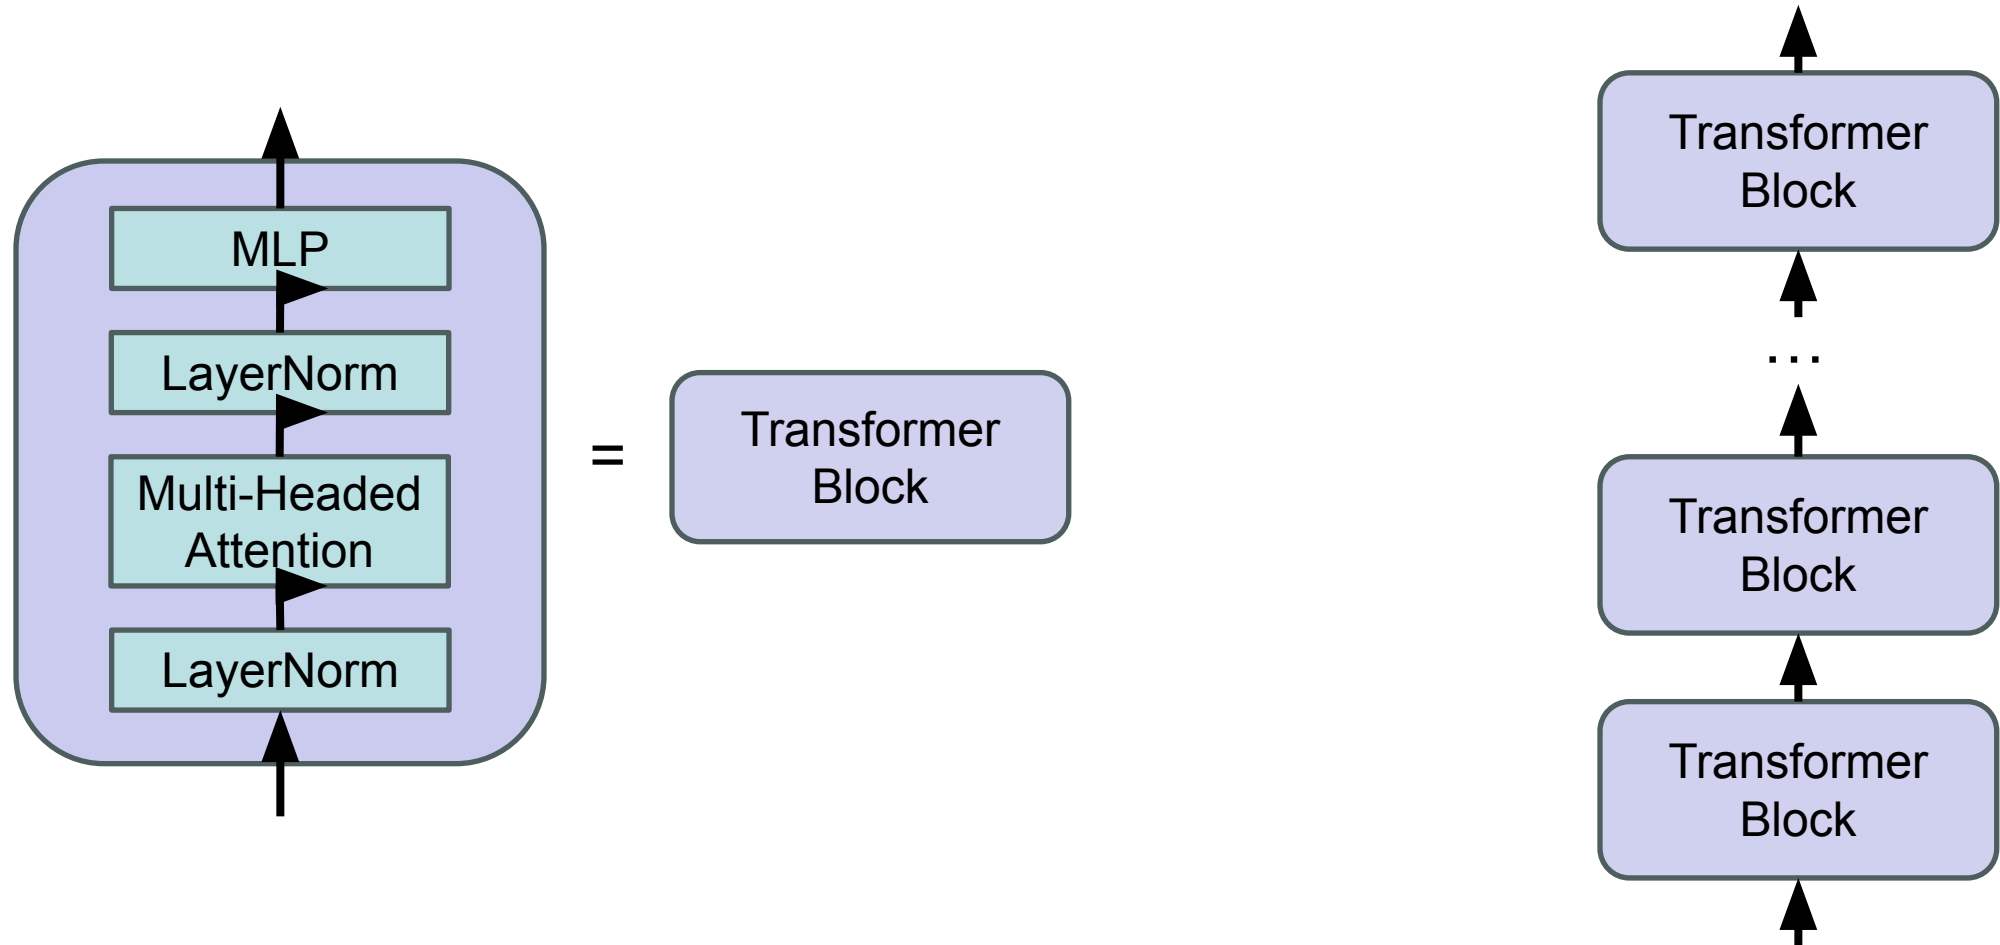 MLP
LayerNorm
Multi-Headed
Attention
LayerNorm
=
Transformer
Block
Transformer
Block
...
Transformer
Block
Transformer
Block